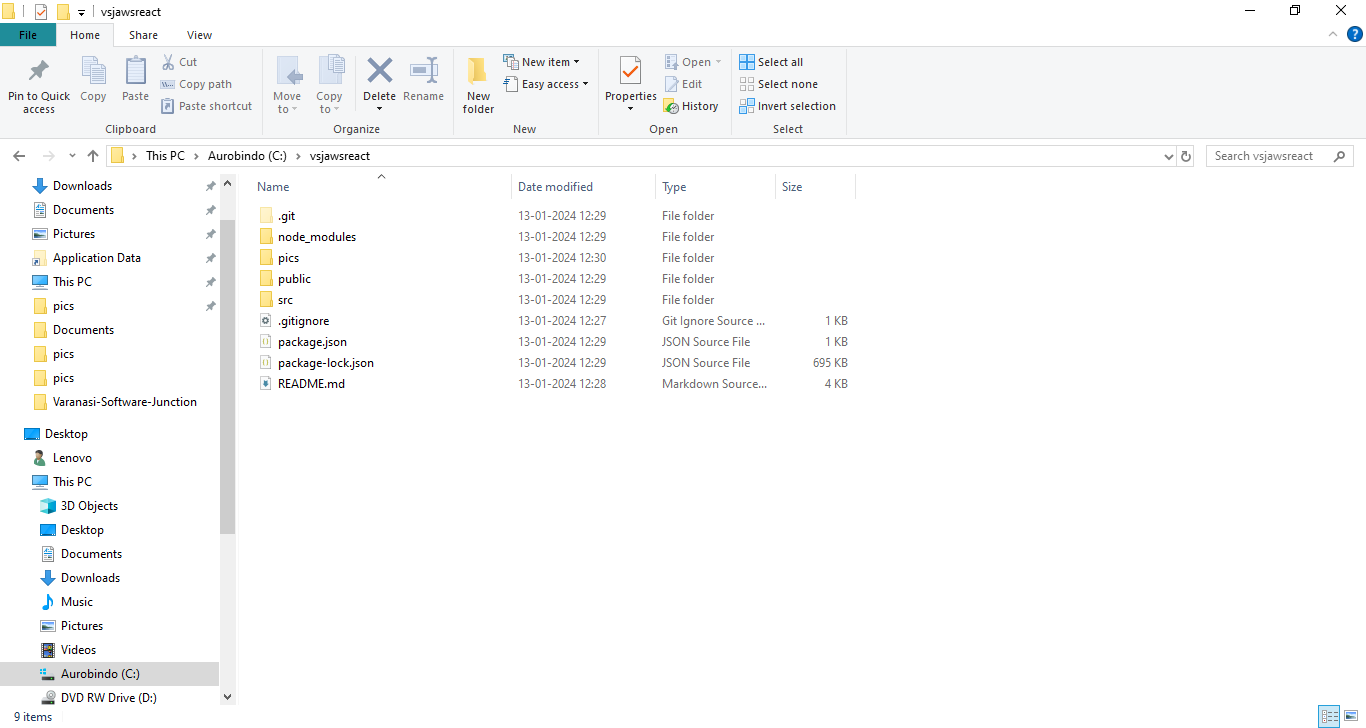 vsjawsreact
File Home Share View
Pin to Quick access
Copy
Paste
Cut
Copy path
Paste shortcut
Clipboard
Move to
Copy to
Delete
Rename
Organize
New folder
New item
Easy access
New
Properties
Open
Edit
History
Open
Select all
Select none
Invert selection
Select
This PC > Aurobindo (C:) > vsjawsreact
Search vsjawsreact
Downloads
Documents
Pictures
Application Data
This PC
pics
Documents
pics
pics
Varanasi-Software-Junction
Desktop
Lenovo
This PC
3D Objects
Desktop
Documents
Downloads
Music
Pictures
Videos
Aurobindo (C:)
DVD RW Drive (D:)
Name Date modified Type Size
.git 13-01-2024 12:29 File folder
node_modules 13-01-2024 12:29 File folder
pics 13-01-2024 12:30 File folder
public 13-01-2024 12:29 File folder
src 13-01-2024 12:29 File folder
.gitignore 13-01-2024 12:27 Git Ignore Source ... 1 KB
package.json 13-01-2024 12:29 JSON Source File 1 KB
package-lock.json 13-01-2024 12:29 JSON Source File 695 KB
README.md 13-01-2024 12:28 Markdown Source... 4 KB
9 items